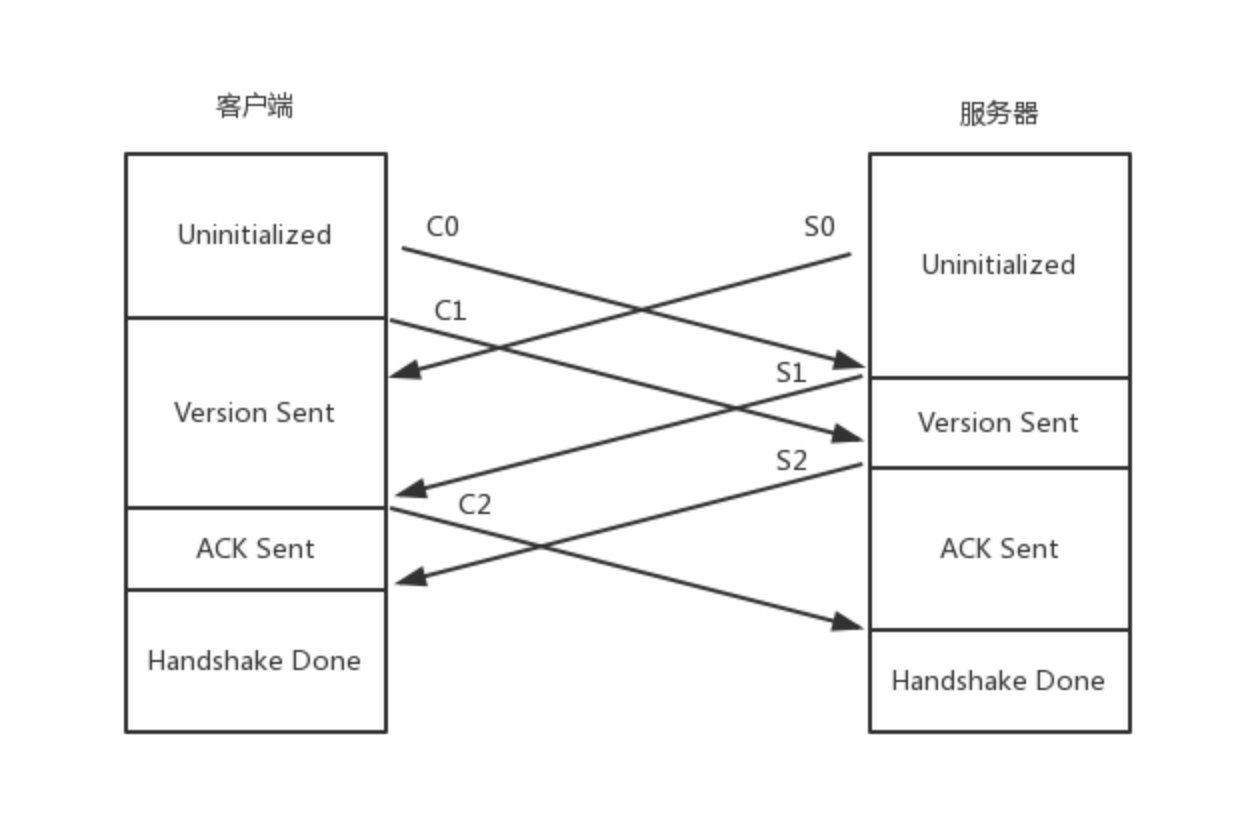 客户端
服务器
C0
S0
Uninitialized
Uninitialized
C1
S1
Version Sent
Version Sent
S2
C2
ACK Sent
ACK Sent
Handshake Done
Handshake Done